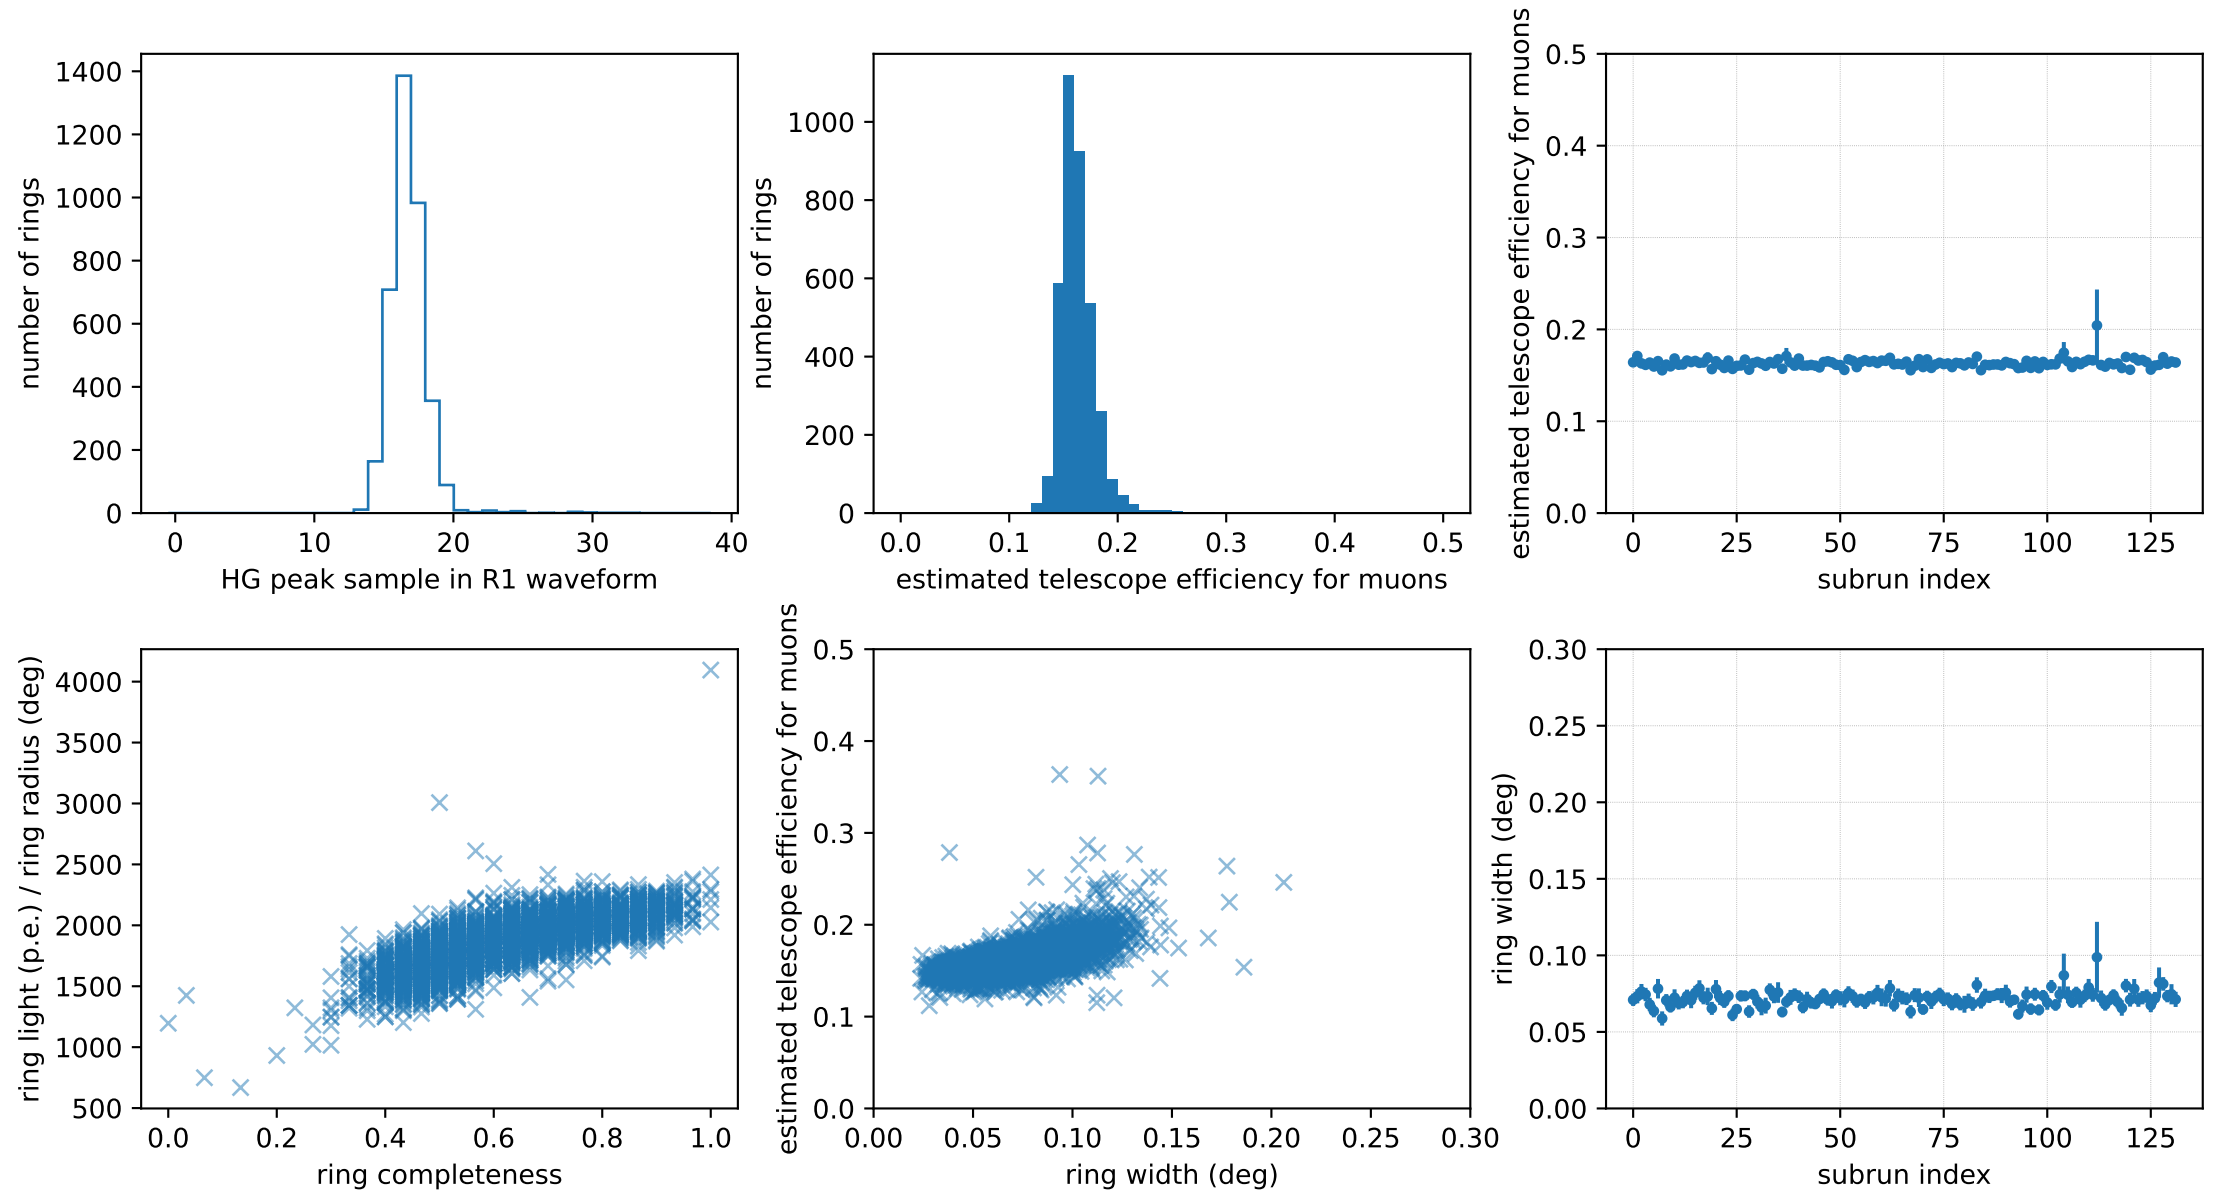 number of rings
1400
1200
1000
800
600
400
200
0
0 10 20 30 40
HG peak sample in R1 waveform
number of rings
1000
800
600
400
200
0
0.0 0.1 0.2 0.3 0.4 0.5
estimated telescope efficiency for muons
estimated telescope efficiency for muons
0.5
0.4
0.3
0.2
0.1
0.0
0 25 50 75 100 125
subrun index
ring light (p.e.) / ring radius (deg)
4000
3500
3000
2500
2000
1500
1000
500
0.0 0.2 0.4 0.6 0.8 1.0
ring completeness
estimated telescope efficiency for muons
0.5
0.4
0.3
0.2
0.1
0.0
0.00 0.05 0.10 0.15 0.20 0.25 0.30
ring width (deg)
ring width (deg)
0.30
0.25
0.20
0.15
0.10
0.05
0.00
0 25 50 75 100 125
subrun index